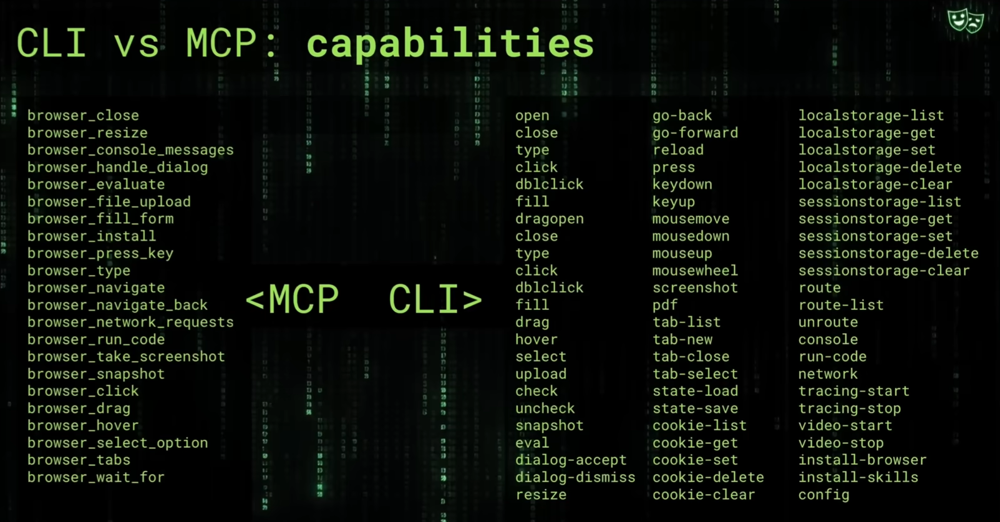 CLI vs MCP: capabilities
browser_close
browser_resize
browser_console_messages
browser_handle_dialog
browser_evaluate
browser_file_upload
browser_fill_form
browser_install
browser_press_key
browser_type
browser_navigate
browser_navigate_back
browser_network_requests
browser_run_code
browser_take_screenshot
browser_snapshot
browser_click
browser_drag
browser_hover
browser_select_option
browser_tabs
browser_wait_for
<MCP CLI>
open
close
type
click
dblclick
fill
dragopen
close
type
click
dblclick
fill
drag
hover
select
upload
check
uncheck
snapshot
eval
dialog-accept
dialog-dismiss
resize
go-back
go-forward
reload
press
keydown
keyup
mousemove
mousedown
mouseup
mousewheel
screenshot
pdf
tab-list
tab-new
tab-close
tab-select
state-load
state-save
cookie-list
cookie-get
cookie-set
cookie-delete
cookie-clear
localstorage-list
localstorage-get
localstorage-set
localstorage-delete
localstorage-clear
sessionstorage-list
sessionstorage-get
sessionstorage-set
sessionstorage-delete
sessionstorage-clear
route
route-list
unroute
console
run-code
network
tracing-start
tracing-stop
video-start
video-stop
install-browser
install-skills
config